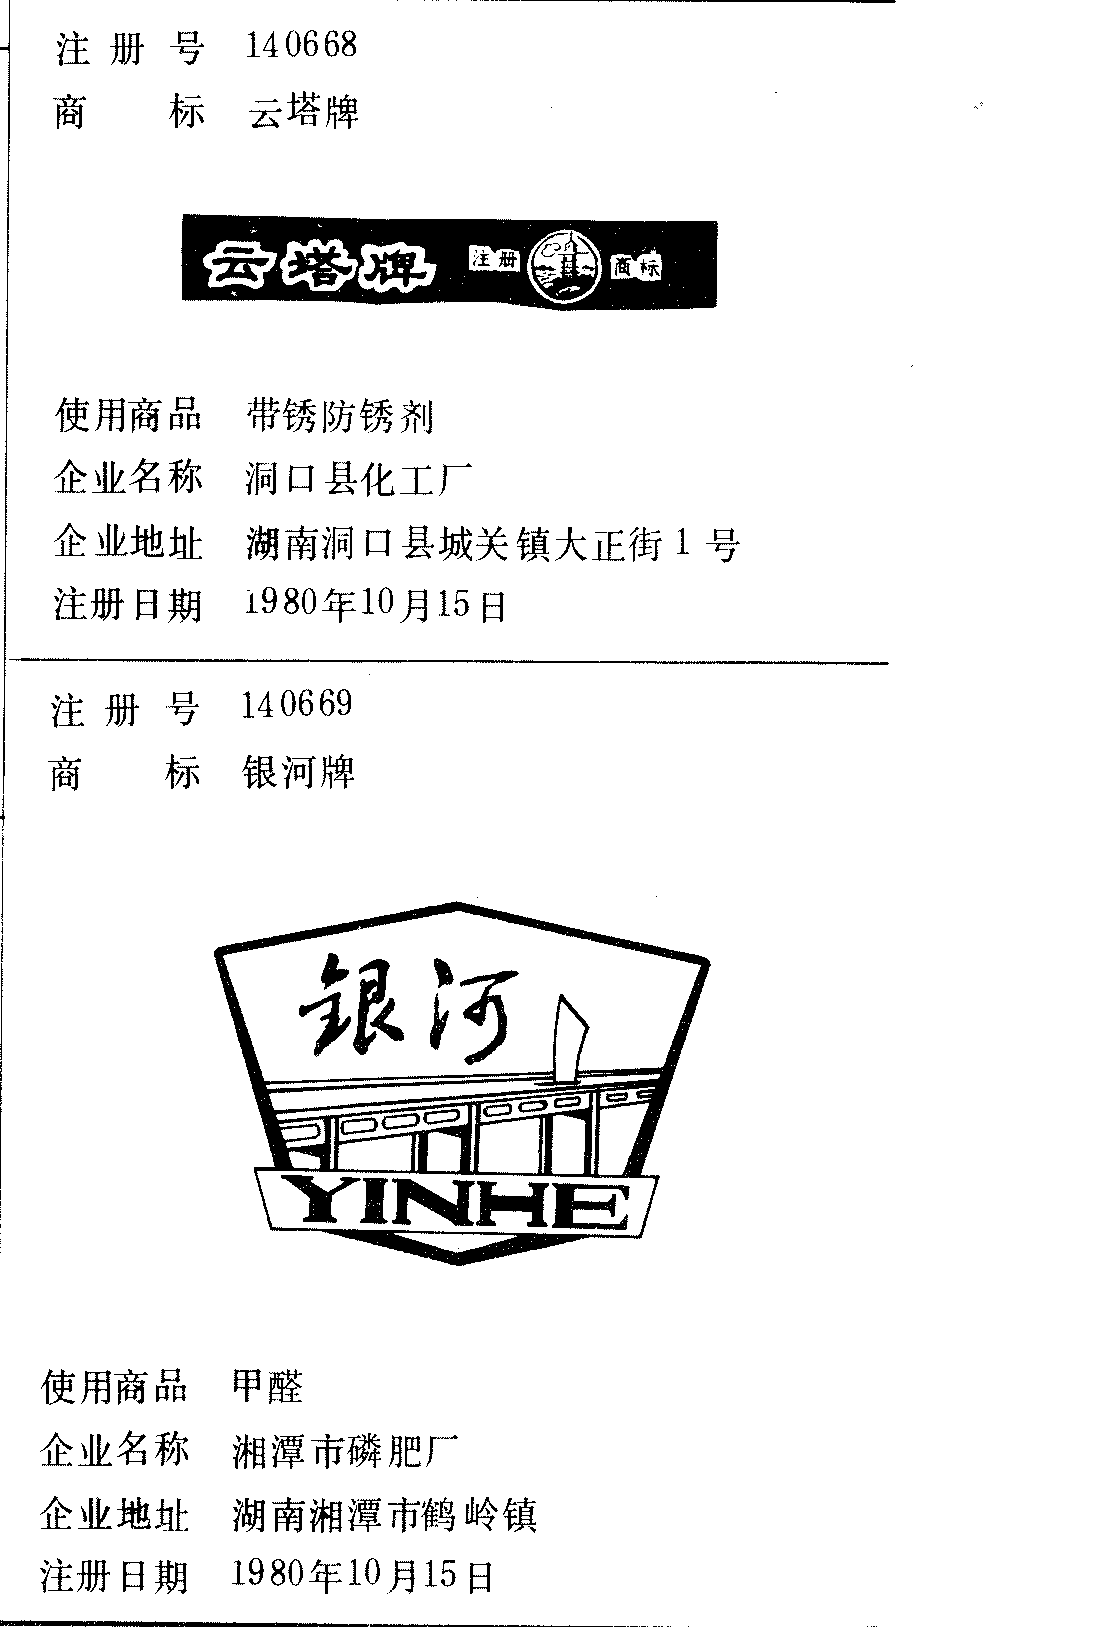 注册号 140668
商标 云塔牌
云塔牌 注册 商标
使用商品 带锈防锈剂
企业名称 洞口县化工厂
企业地址 湖南洞口县城关镇大正街1号
注册日期 1980年10月15日
注册号 140669
商标 银河牌
银河
YINHE
使用商品 甲醛
企业名称 湘潭市磷肥厂
企业地址 湖南湘潭市鹤岭镇
注册日期 1980年10月15日